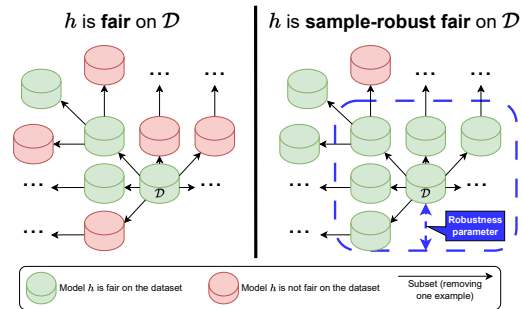 h is fair on D
h is sample-robust fair on D
... ...
... ...
... D ...
... D ...
Robustness
parameter
...
...
Model h is fair on the dataset
Model h is not fair on the dataset
Subset (removing
one example)